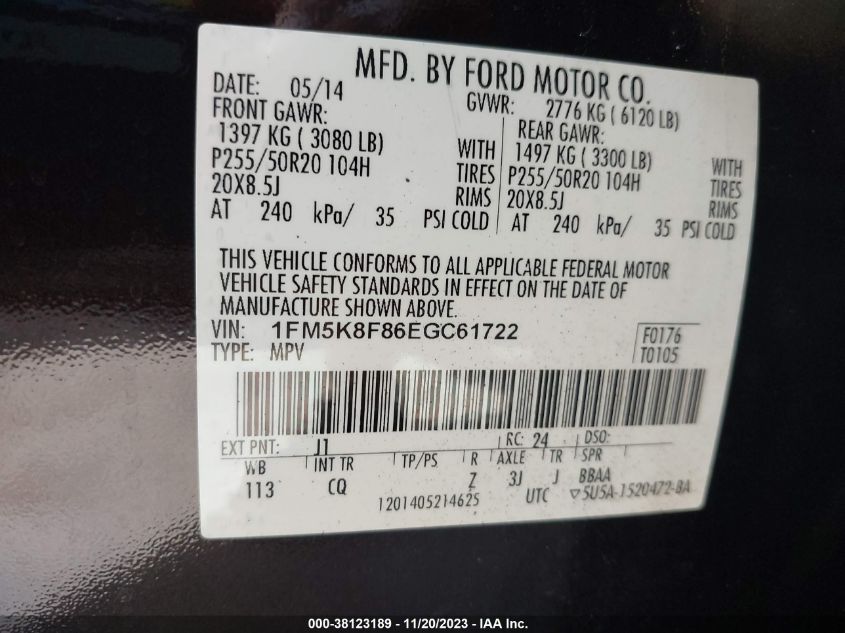 MFD. BY FORD MOTOR CO.
DATE: 05/14 GVWR: 2776 KG ( 6120 LB)
FRONT GAWR: REAR GAWR:
1397 KG ( 3080 LB) WITH 1497 KG ( 3300 LB) WITH
P255/50R20 104H TIRES P255/50R20 104H TIRES
20X8.5J RIMS 20X8.5J RIMS
AT 240 kPa/ 35 PSI COLD AT 240 kPa/ 35 PSI COLD
THIS VEHICLE CONFORMS TO ALL APPLICABLE FEDERAL MOTOR
VEHICLE SAFETY STANDARDS IN EFFECT ON THE DATE OF
MANUFACTURE SHOWN ABOVE.
VIN: 1FM5K8F86EGC61722 F0176
TYPE: MPV T0105
EXT PNT: J1 RC: 24 DSO:
WB INT TR TP/PS R AXLE TR SPR
113 CQ Z 3J J BBAA
1201405214625 UTC ▽5U5A-1520472-BA
000-38123189 - 11/20/2023 - IAA Inc.